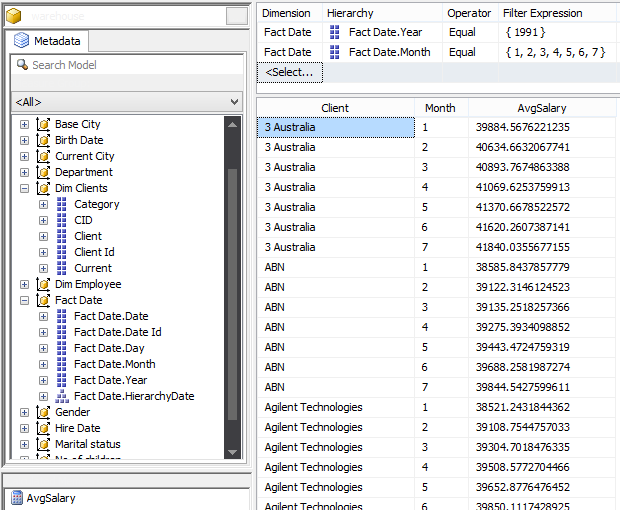 warehouse
Metadata
Search Model
<All>
Base City
Birth Date
Current City
Department
Dim Clients
Category
CID
Client
Client Id
Current
Dim Employee
Fact Date
Fact Date.Date
Fact Date.Date Id
Fact Date.Day
Fact Date.Month
Fact Date.Year
Fact Date.HierarchyDate
Gender
Hire Date
Marital status
No of children
AvgSalary
Dimension Hierarchy Operator Filter Expression
Fact Date Fact Date.Year Equal { 1991 }
Fact Date Fact Date.Month Equal { 1, 2, 3, 4, 5, 6, 7 }
<Select...
Client Month AvgSalary
3 Australia 1 39884.5676221235
3 Australia 2 40634.6632067741
3 Australia 3 40893.7674863388
3 Australia 4 41069.6253759913
3 Australia 5 41370.6678522572
3 Australia 6 41620.2607387141
3 Australia 7 41840.0355677155
ABN 1 38585.8437857779
ABN 2 39122.3146124523
ABN 3 39135.2518257366
ABN 4 39275.3934098852
ABN 5 39443.4724759319
ABN 6 39688.2581987274
ABN 7 39844.5427599611
Agilent Technologies 1 38521.2431844362
Agilent Technologies 2 39108.7544757033
Agilent Technologies 3 39304.7018476335
Agilent Technologies 4 39508.5772704466
Agilent Technologies 5 39652.8776476452
Agilent Technologies 6 39850.1117428925